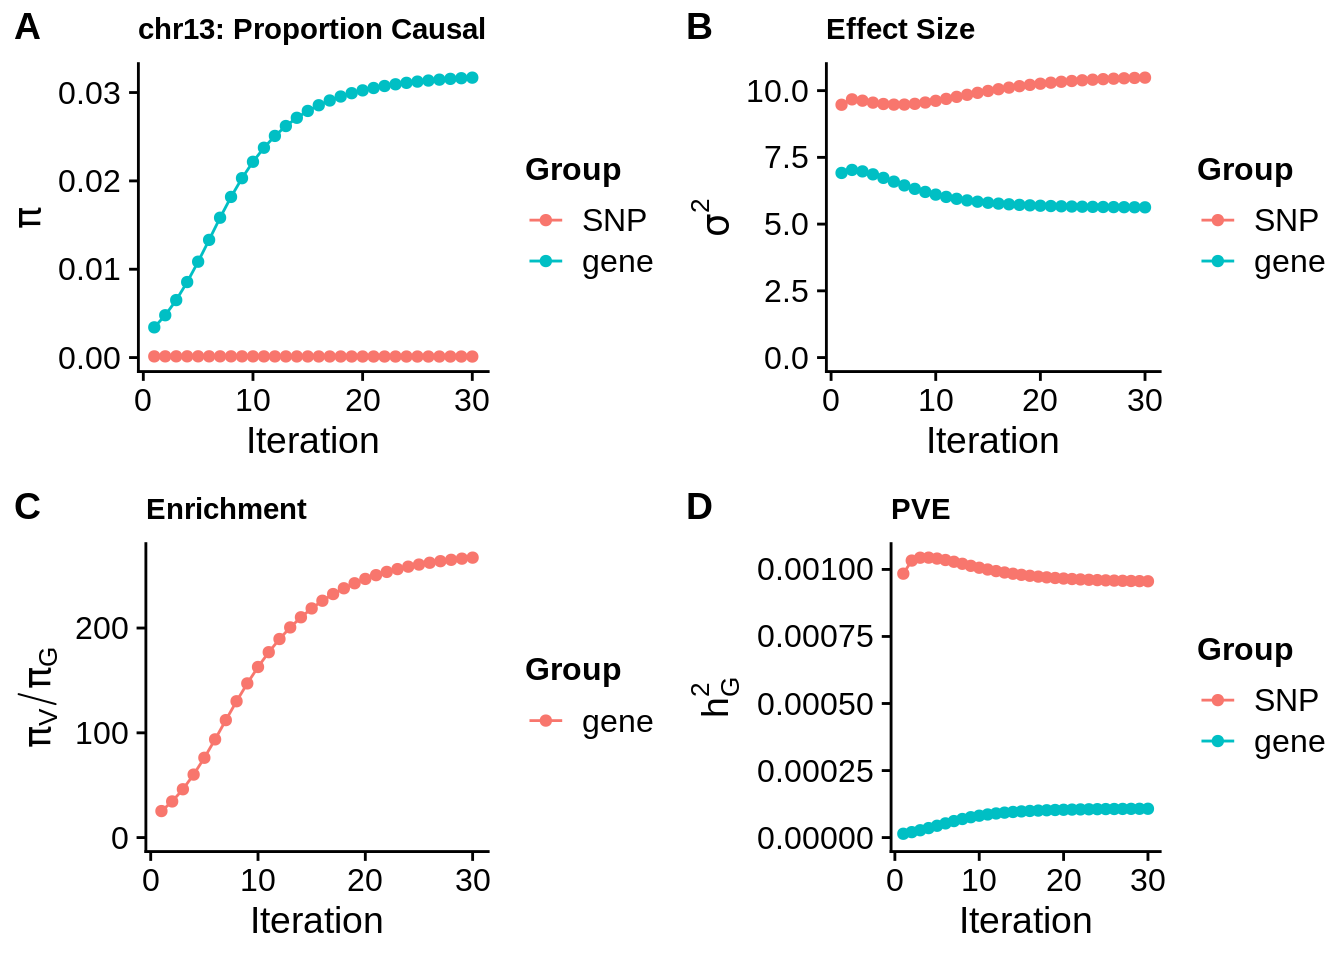 A
chr13: Proportion Causal
0.03
0.02
0.01
0.00
π
0
10
20
30
Iteration
Group
SNP
gene
B
Effect Size
10.0
7.5
5.0
2.5
0.0
σ²
0
10
20
30
Iteration
Group
SNP
gene
C
Enrichment
200
100
0
πV/πG
0
10
20
30
Iteration
Group
gene
D
PVE
0.00100
0.00075
0.00050
0.00025
0.00000
h²G
0
10
20
30
Iteration
Group
SNP
gene